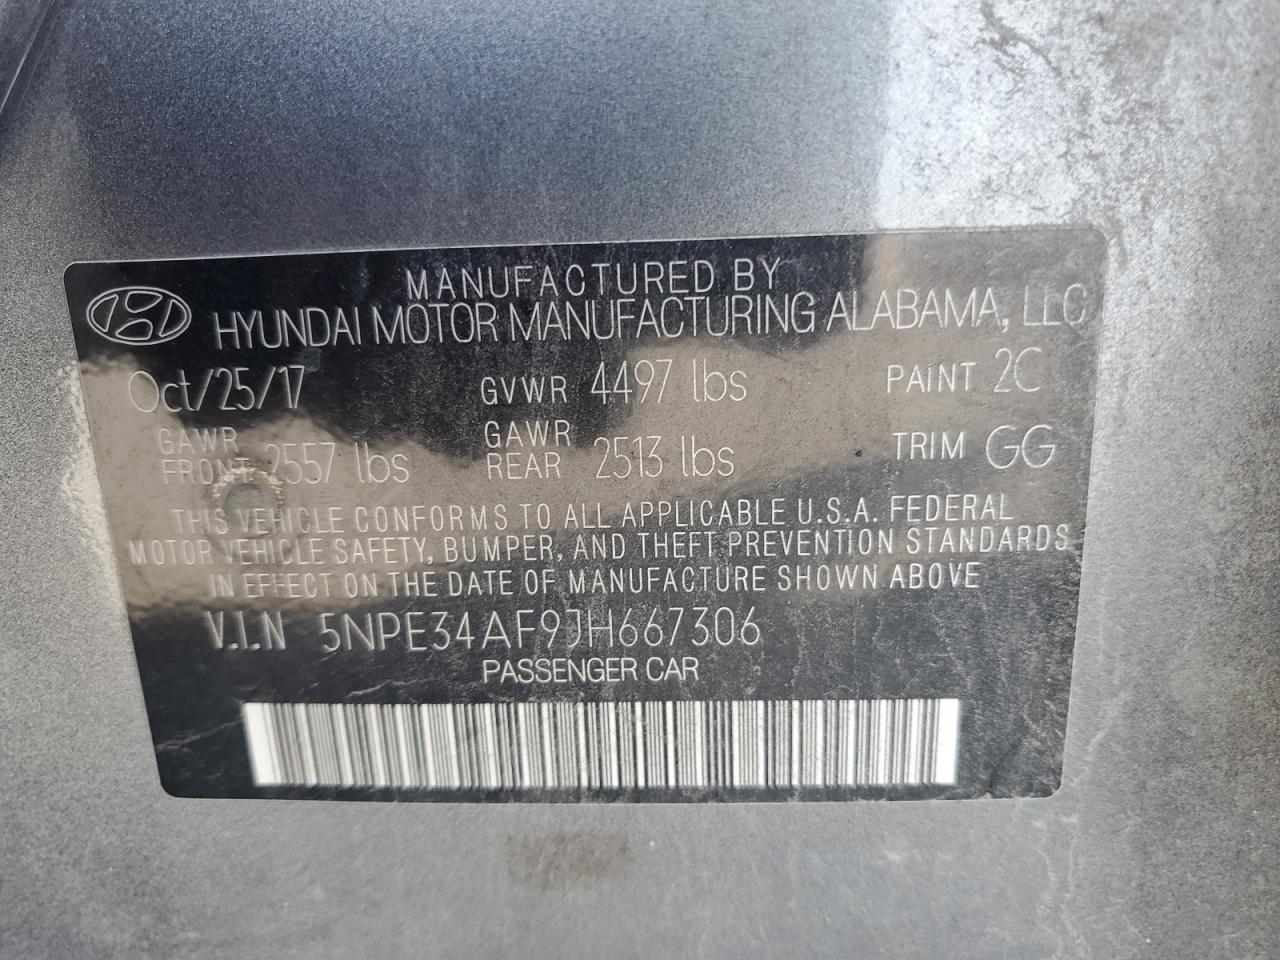 MANUFACTURED BY
HYUNDAI MOTOR MANUFACTURING ALABAMA, LLC
Oct/25/17 GVWR 4497 lbs PAINT 2C
GAWR FRONT 2557 lbs GAWR REAR 2513 lbs TRIM GG
THIS VEHICLE CONFORMS TO ALL APPLICABLE U.S.A. FEDERAL
MOTOR VEHICLE SAFETY, BUMPER, AND THEFT PREVENTION STANDARDS
IN EFFECT ON THE DATE OF MANUFACTURE SHOWN ABOVE
V.I.N 5NPE34AF9JH667306
PASSENGER CAR